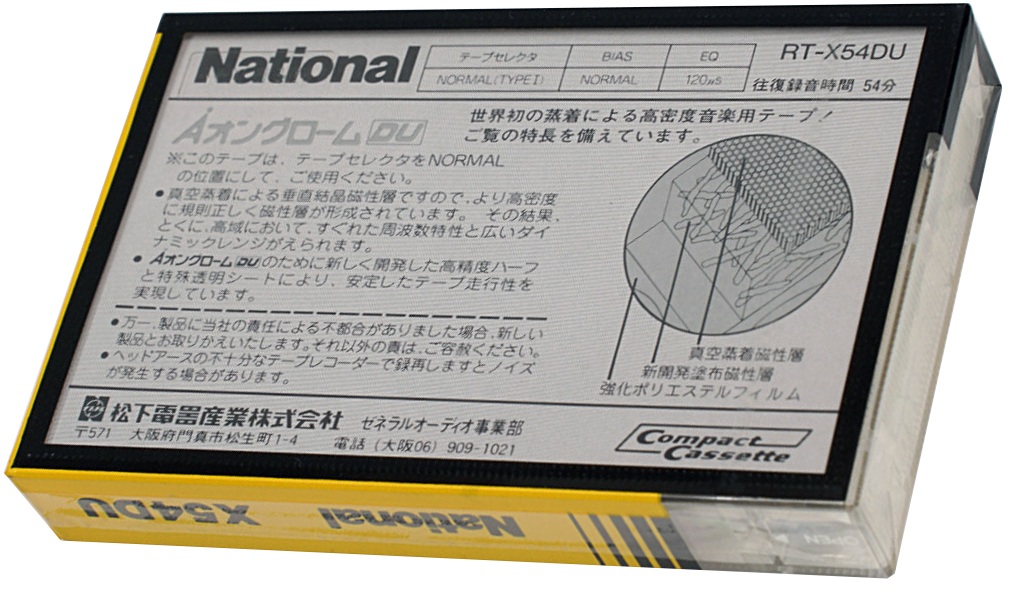 National
テープセレクタ BIAS EQ
NORMAL(TYPEⅠ) NORMAL 120μs
RT-X54DU
往復録音時間 54分
Åオングローム DU
世界初の蒸着による高密度音楽用テープ!
ご覧の特長を備えています。
※このテープは、テープセレクタをNORMAL
の位置にして、ご使用ください。
●真空蒸着による垂直結晶磁性層ですので、より高密度
に規則正しく磁性層が形成されています。 その結果、
とくに、高域において、すぐれた周波数特性と広いダイ
ナミックレンジがえられます。
●Åオングローム DU のために新しく開発した高精度ハーフ
と特殊透明シートにより、安定したテープ走行性を
実現しています。
●万一、製品に当社の責任による不都合がありました場合、新しい
製品とお取りかえいたします。それ以外の責は、ご容赦ください。
●ヘッドアースの不十分なテープレコーダーで録再しますとノイズ
が発生する場合があります。
真空蒸着磁性層
新開発塗布磁性層
強化ポリエステルフィルム
松下電器産業株式会社 ゼネラルオーディオ事業部
〒571 大阪府門真市松生町1-4 電話(大阪06)909-1021
Compact
Cassette
X54DU National
OPEN